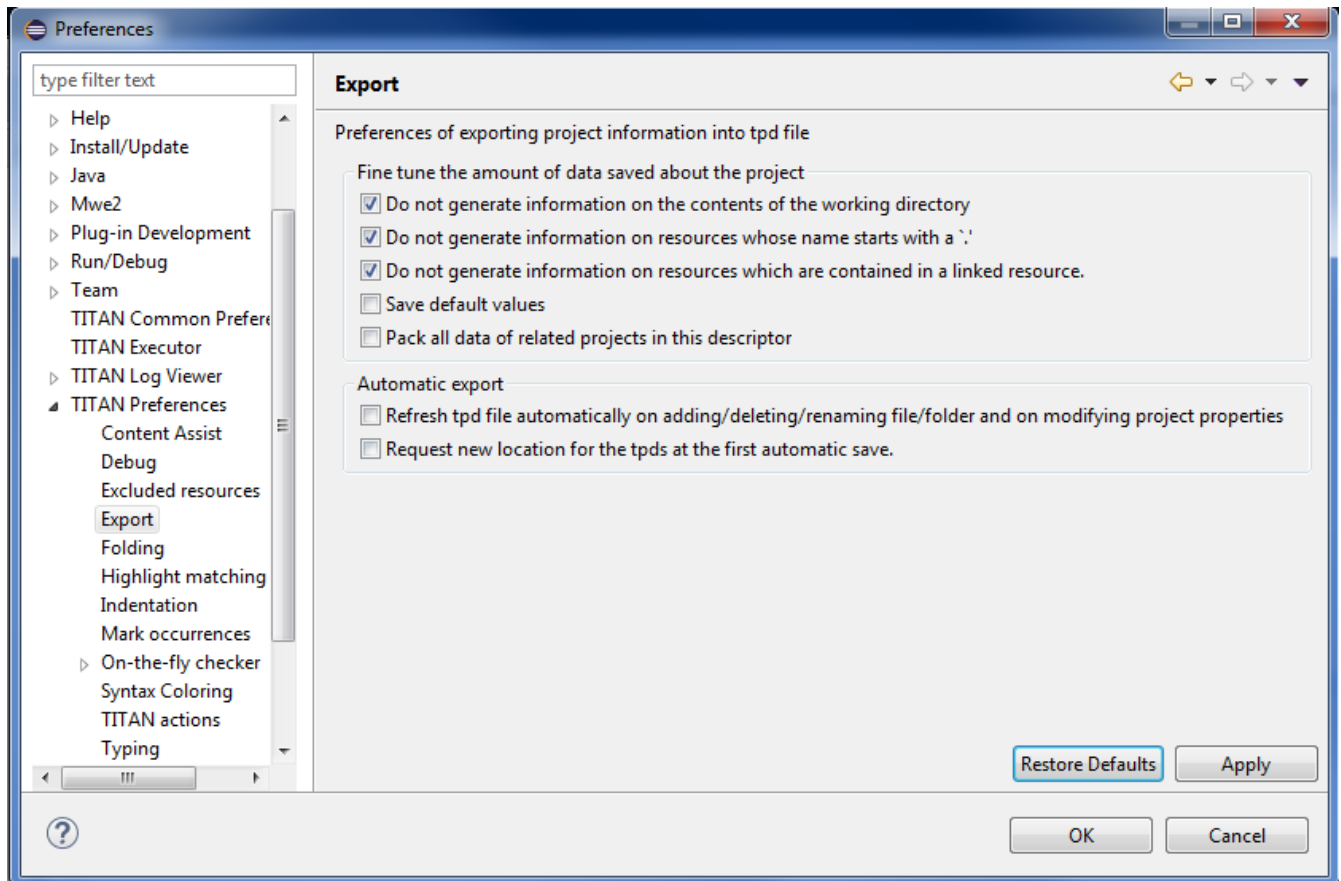 Preferences
type filter text
Help
Install/Update
Java
Mwe2
Plug-in Development
Run/Debug
Team
TITAN Common Prefere
TITAN Executor
TITAN Log Viewer
TITAN Preferences
Content Assist
Debug
Excluded resources
Export
Folding
Highlight matching
Indentation
Mark occurrences
On-the-fly checker
Syntax Coloring
TITAN actions
Typing
Export
Preferences of exporting project information into tpd file
Fine tune the amount of data saved about the project
Do not generate information on the contents of the working directory
Do not generate information on resources whose name starts with a `.'
Do not generate information on resources which are contained in a linked resource.
Save default values
Pack all data of related projects in this descriptor
Automatic export
Refresh tpd file automatically on adding/deleting/renaming file/folder and on modifying project properties
Request new location for the tpds at the first automatic save.
Restore Defaults
Apply
?
OK
Cancel